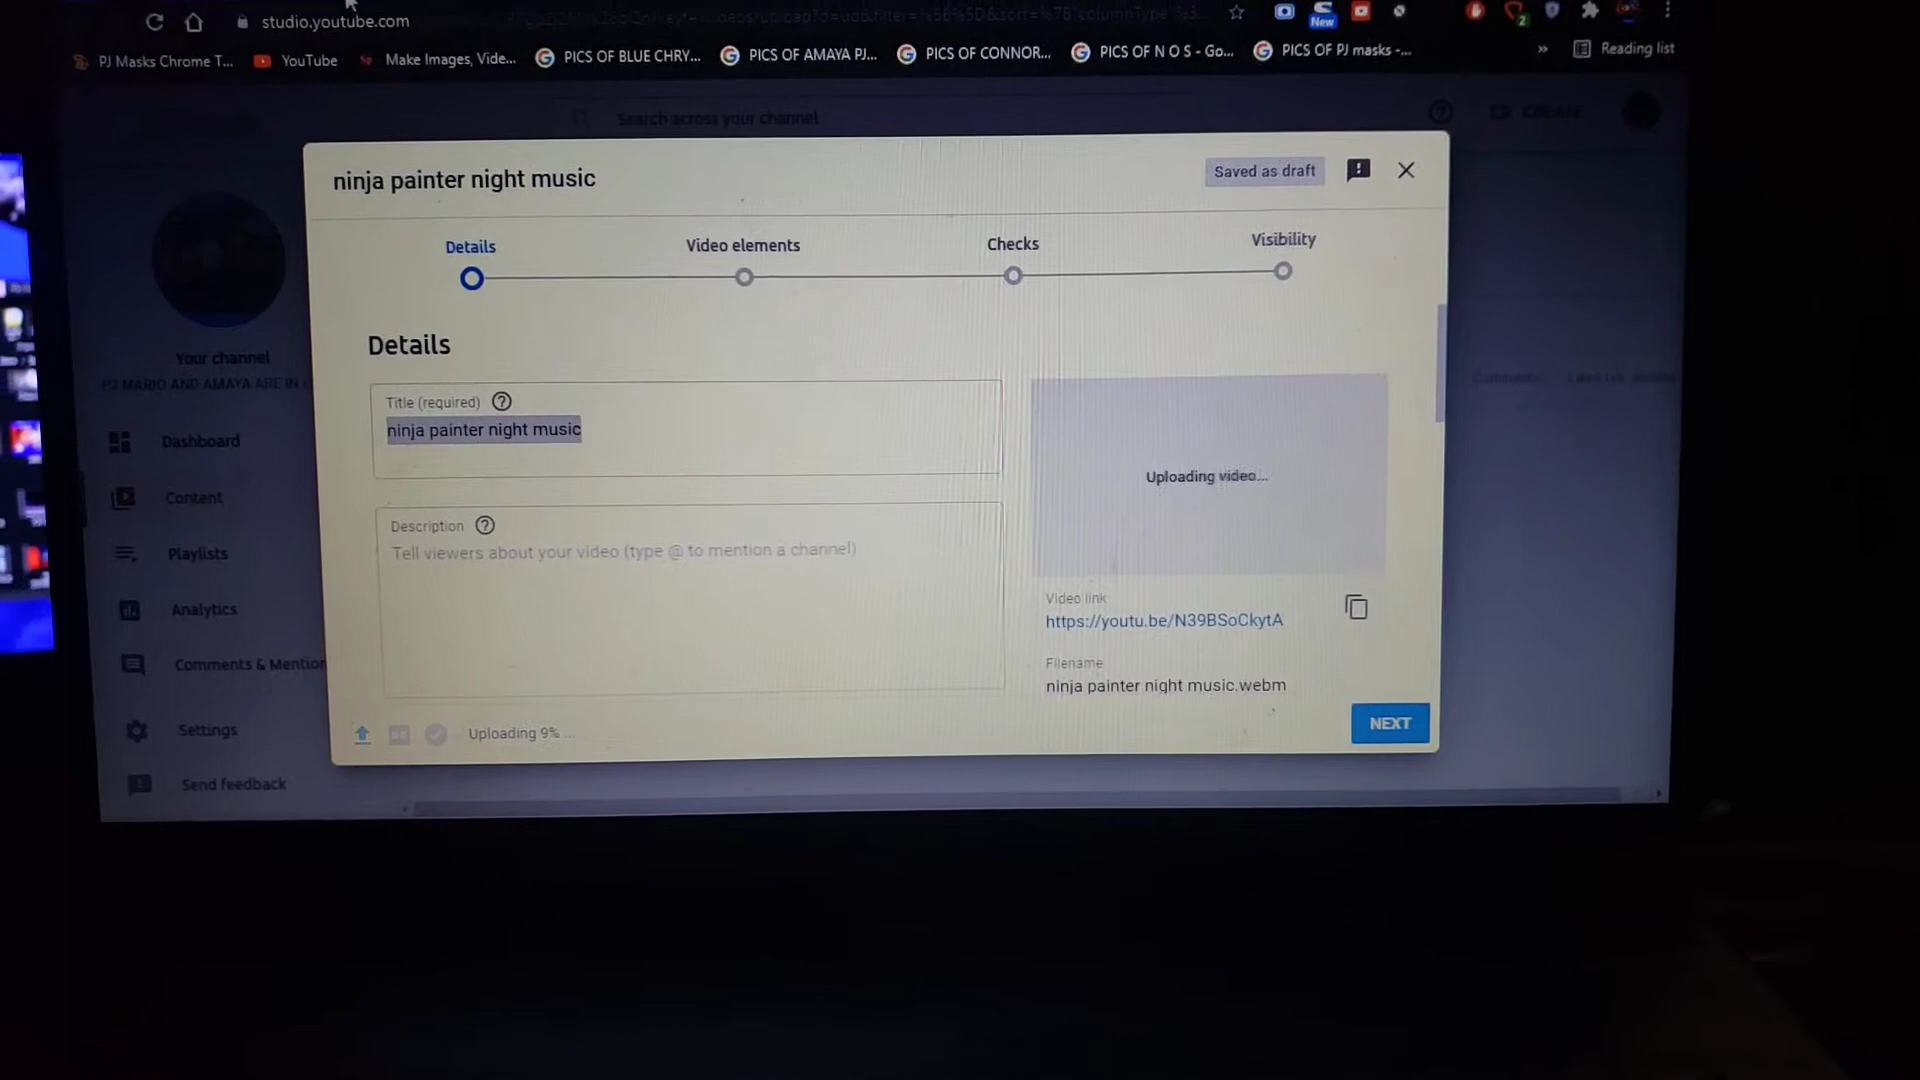 studio.youtube.com
New
2
PJ Masks Chrome T...
YouTube
Make Images, Vide...
PICS OF BLUE CHRY...
PICS OF AMAYA PJ...
PICS OF CONNOR...
PICS OF N O S - Go...
PICS OF PJ masks -...
»
Reading list
Search across your channel
CREATE
ninja painter night music
Saved as draft
Details
Video elements
Checks
Visibility
Your channel
PJ MARIO AND AMAYA ARE IN
Comments
Dashboard
Content
Playlists
Analytics
Comments & Mention
Settings
Send feedback
Details
Title (required)
ninja painter night music
Description
Tell viewers about your video (type @ to mention a channel)
Uploading video...
Video link
https://youtu.be/N39BSoCkytA
Filename
ninja painter night music.webm
Uploading 9% ...
NEXT